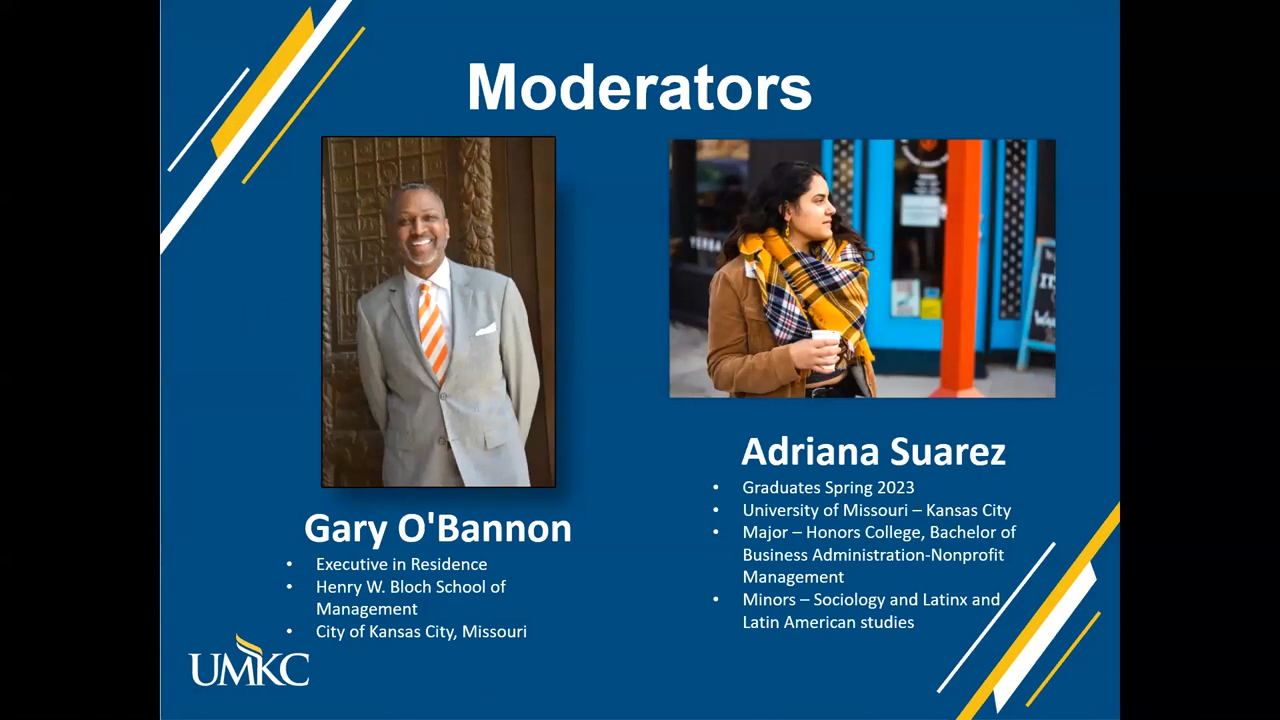 Moderators
Gary O'Bannon
• Executive in Residence
• Henry W. Bloch School of
Management
• City of Kansas City, Missouri
Adriana Suarez
• Graduates Spring 2023
• University of Missouri – Kansas City
• Major – Honors College, Bachelor of
Business Administration-Nonprofit
Management
• Minors – Sociology and Latinx and
Latin American studies
UMKC